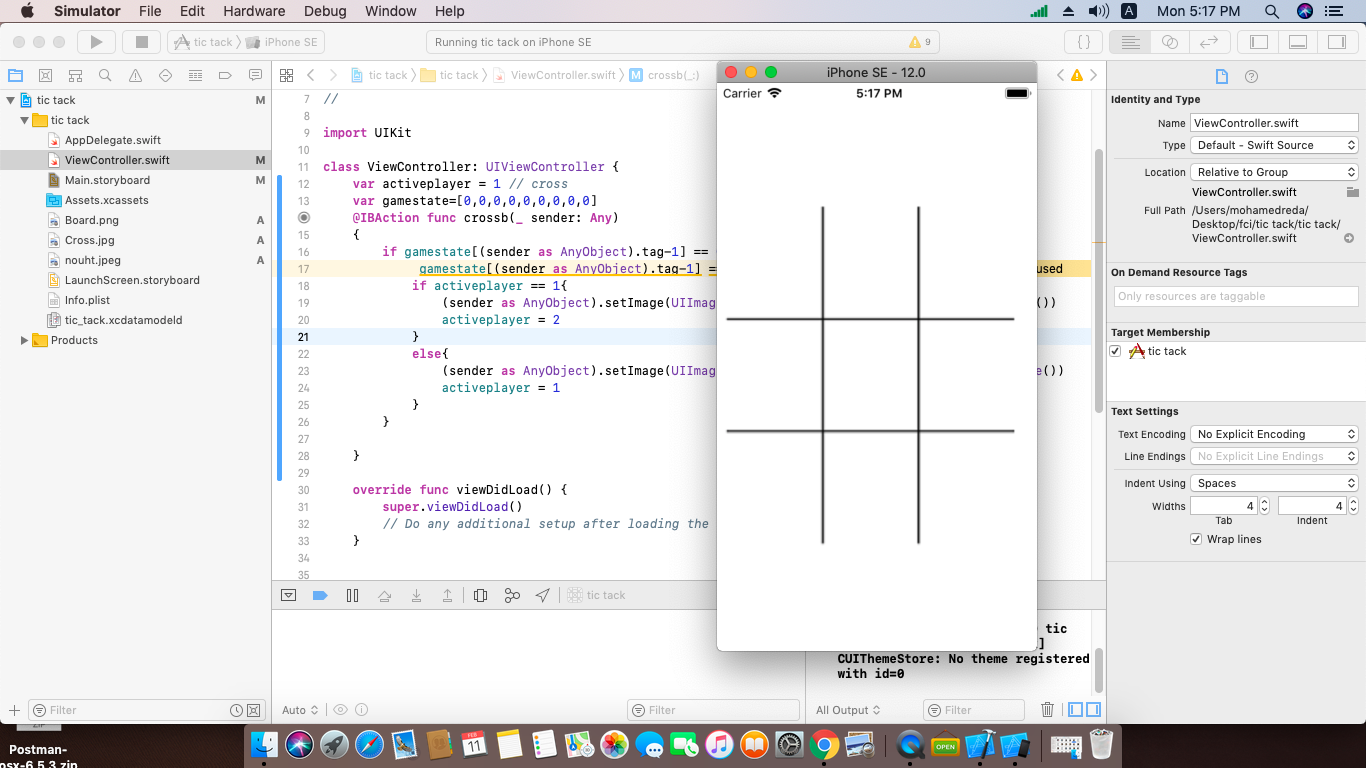 Simulator File Edit Hardware Debug Window Help A Mon 5:17 PM
tic tack iPhone SE Running tic tack on iPhone SE 9 {}
tic tack tic tack ViewController.swift M crossb(_:)
tic tack M
tic tack
AppDelegate.swift
ViewController.swift M
Main.storyboard M
Assets.xcassets
Board.png A
Cross.jpg A
nouht.jpeg A
LaunchScreen.storyboard
Info.plist
tic_tack.xcdatamodeld
Products
Filter
7 //
8
9 import UIKit
10
11 class ViewController: UIViewController {
12 var activeplayer = 1 // cross
13 var gamestate=[0,0,0,0,0,0,0,0,0]
@IBAction func crossb(_ sender: Any)
15 {
16 if gamestate[(sender as AnyObject).tag-1] ==
17 gamestate[(sender as AnyObject).tag-1] = used
18 if activeplayer == 1{
19 (sender as AnyObject).setImage(UIImag ())
20 activeplayer = 2
21 }
22 else{
23 (sender as AnyObject).setImage(UIImag e())
24 activeplayer = 1
25 }
26 }
27
28 }
29
30 override func viewDidLoad() {
31 super.viewDidLoad()
32 // Do any additional setup after loading the
33 }
34
35
iPhone SE - 12.0
Carrier 5:17 PM
tic tack
tic
]
CUIThemeStore: No theme registered
with id=0
Auto Filter All Output Filter
Identity and Type
Name ViewController.swift
Type Default - Swift Source
Location Relative to Group
ViewController.swift
Full Path /Users/mohamedreda/
Desktop/fci/tic tack/tic tack/
ViewController.swift
On Demand Resource Tags
Only resources are taggable
Target Membership
tic tack
Text Settings
Text Encoding No Explicit Encoding
Line Endings No Explicit Line Endings
Indent Using Spaces
Widths 4 4
Tab Indent
Wrap lines
ZIP
Postman-
osx-6.5.3.zip
FEB
11
OPEN